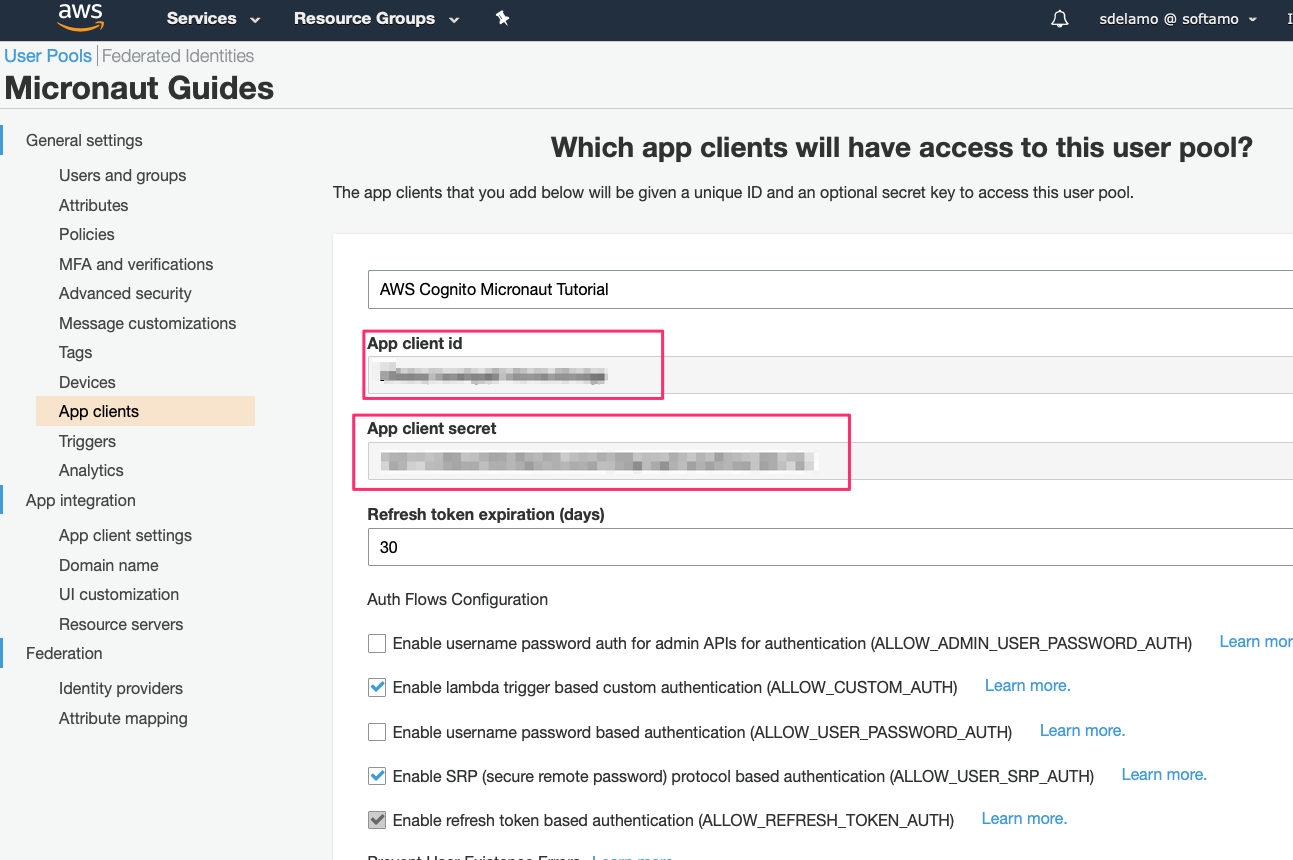 aws Services Resource Groups sdelamo @ softamo
User Pools Federated Identities
Micronaut Guides
General settings
Users and groups
Attributes
Policies
MFA and verifications
Advanced security
Message customizations
Tags
Devices
App clients
Triggers
Analytics
App integration
App client settings
Domain name
UI customization
Resource servers
Federation
Identity providers
Attribute mapping
Which app clients will have access to this user pool?
The app clients that you add below will be given a unique ID and an optional secret key to access this user pool.
AWS Cognito Micronaut Tutorial
App client id
App client secret
Refresh token expiration (days)
30
Auth Flows Configuration
Enable username password auth for admin APIs for authentication (ALLOW_ADMIN_USER_PASSWORD_AUTH) Learn mor
Enable lambda trigger based custom authentication (ALLOW_CUSTOM_AUTH) Learn more.
Enable username password based authentication (ALLOW_USER_PASSWORD_AUTH) Learn more.
Enable SRP (secure remote password) protocol based authentication (ALLOW_USER_SRP_AUTH) Learn more.
Enable refresh token based authentication (ALLOW_REFRESH_TOKEN_AUTH) Learn more.
Prevent User Existence Errors Learn more